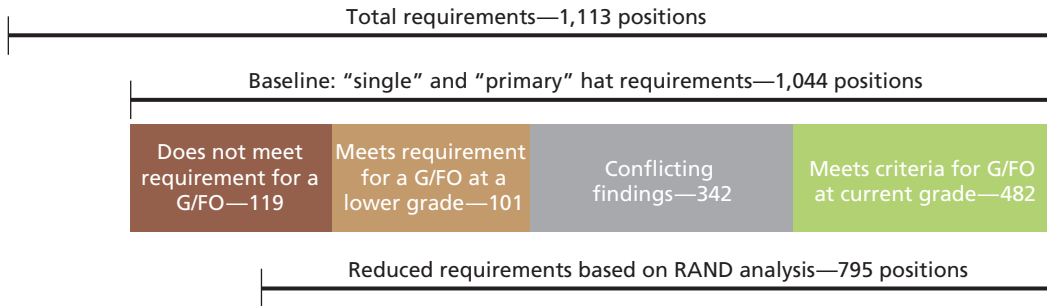 Total requirements—1,113 positions
Baseline: “single” and “primary” hat requirements—1,044 positions
Does not meet
requirement for a
G/FO—119
Meets requirement
for a G/FO at a
lower grade—101
Conflicting
findings—342
Meets criteria for G/FO
at current grade—482
Reduced requirements based on RAND analysis—795 positions